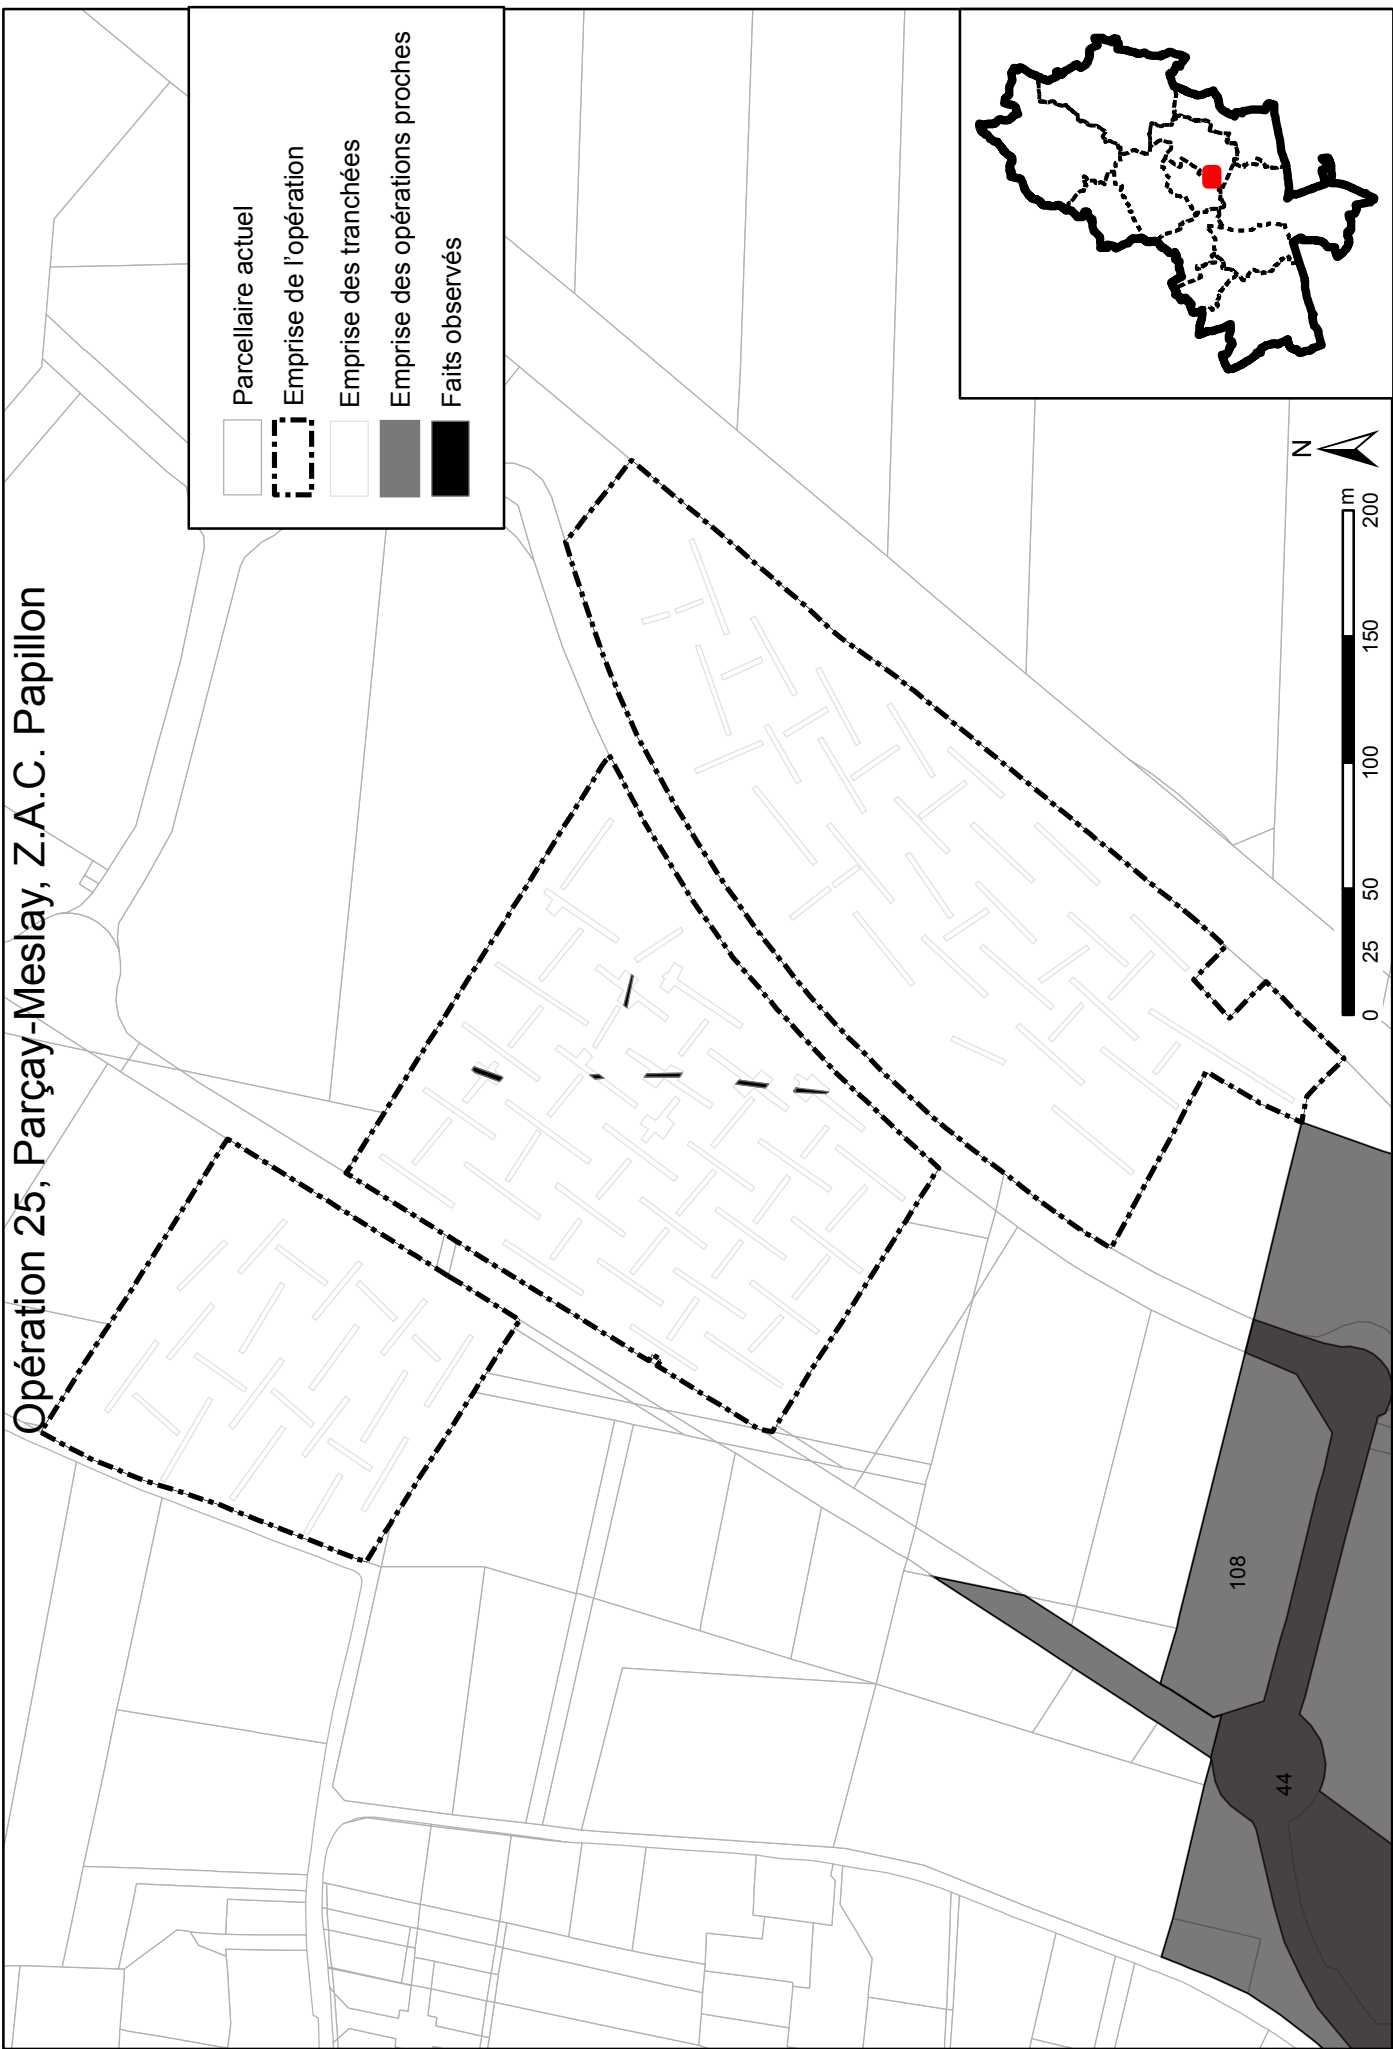 Opération 25, Parçay-Meslay, Z.A.C. Papillon
Parcellaire actuel
Emprise de l'opération
Emprise des tranchées
Emprise des opérations proches
Faits observés
108
44
N
0 25 50 100 150 200
m